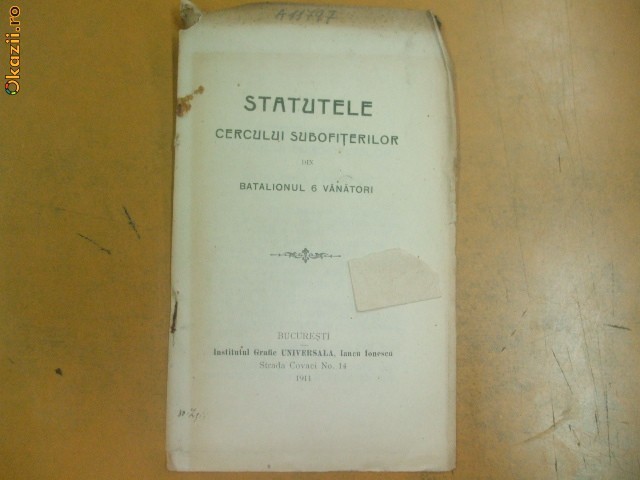 Okazii.ro
A11797
STATUTELE
CERCULUI SUBOFIȚERILOR
DIN
BATALIONUL 6 VÂNĂTORI
BUCUREȘTI
Institutul Grafic UNIVERSALA, Iancu Ionescu
Strada Covaci No. 14
1911